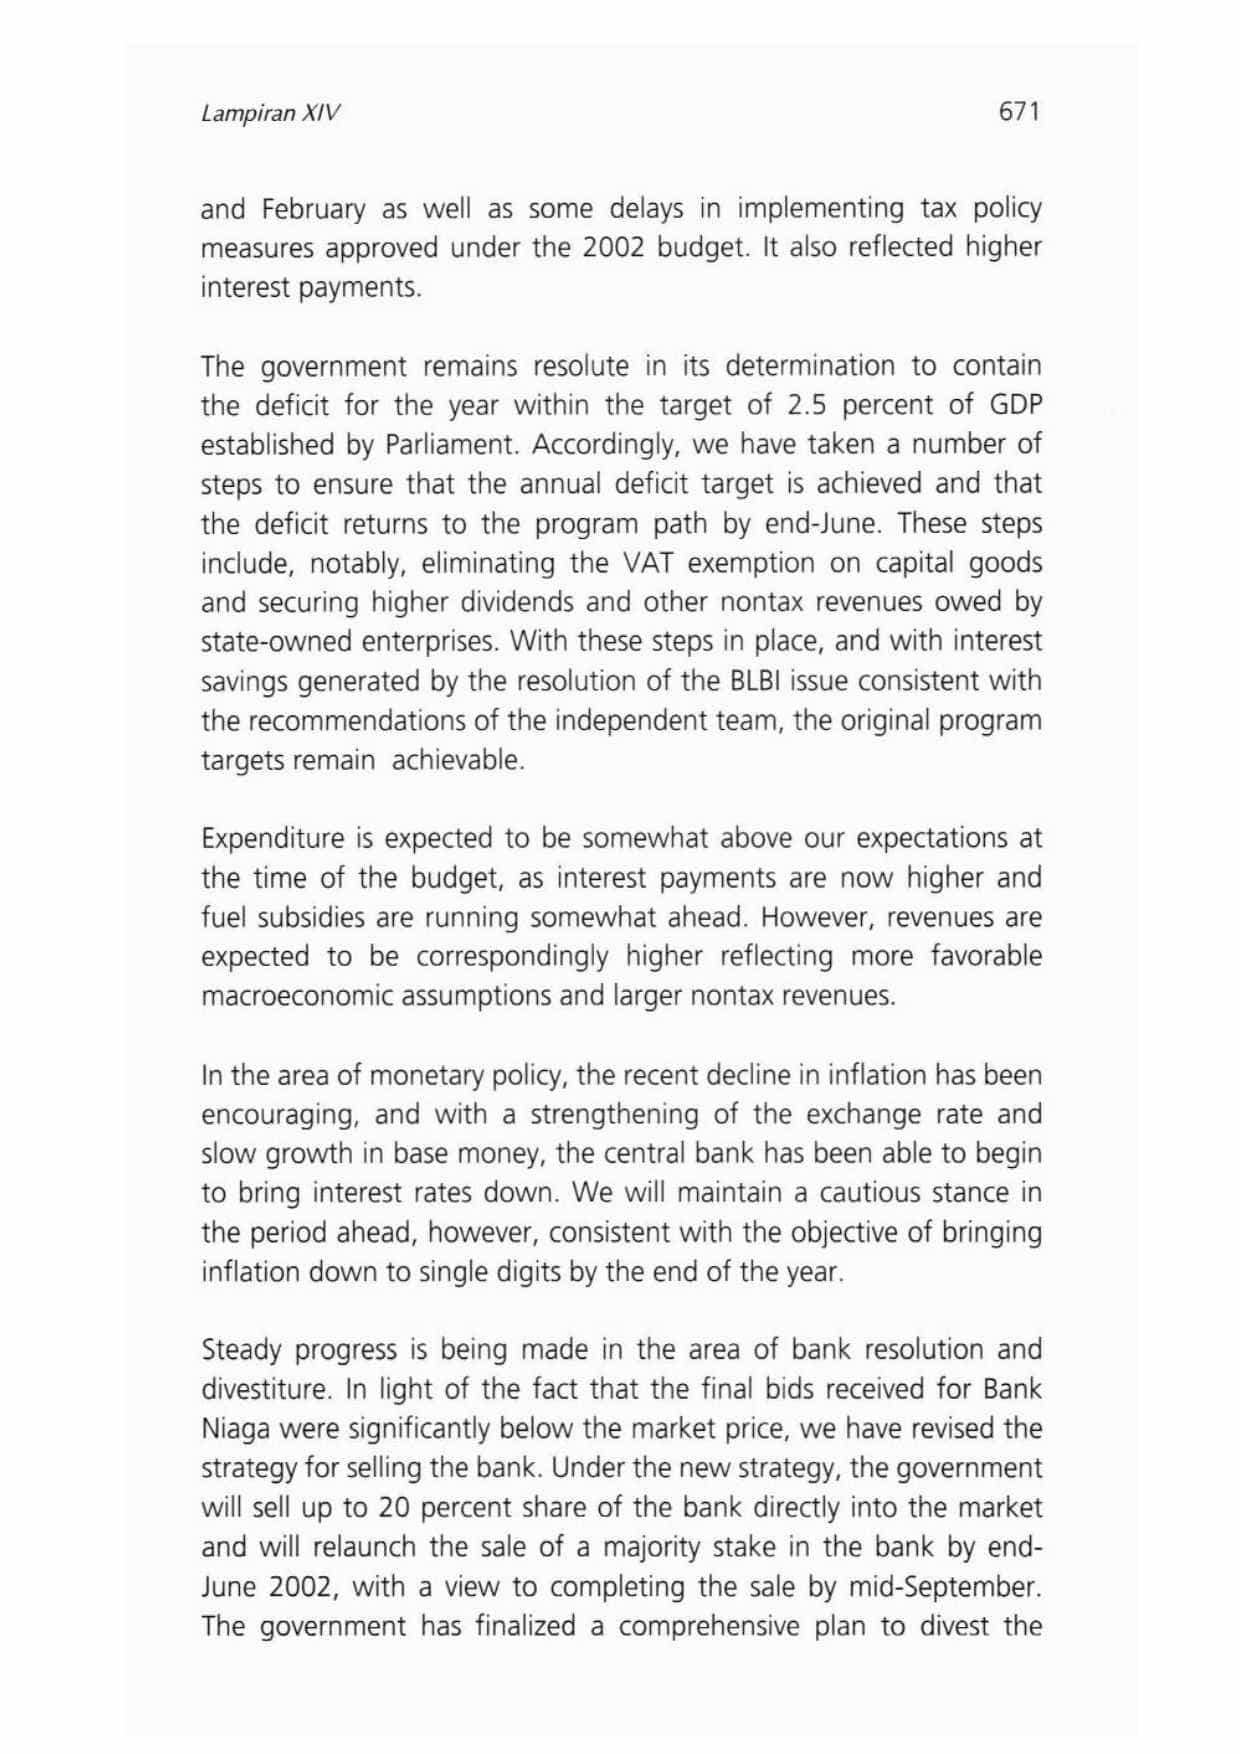 Lampiran XIV 671
and February as well as some delays in implementing tax policy
measures approved under the 2002 budget. It also reflected higher
interest payments.
The government remains resolute in its determination to contain
the deficit for the year within the target of 2.5 percent of GDP
established by Parliament. Accordingly, we have taken a number of
steps to ensure that the annual deficit target is achieved and that
the deficit returns to the program path by end-June. These steps
include, notably, eliminating the VAT exemption on capital goods
and securing higher dividends and other nontax revenues owed by
state-owned enterprises. With these steps in place, and with interest
savings generated by the resolution of the BLBI issue consistent with
the recommendations of the independent team, the original program
targets remain achievable.
Expenditure is expected to be somewhat above our expectations at
the time of the budget, as interest payments are now higher and
fuel subsidies are running somewhat ahead. However, revenues are
expected to be correspondingly higher reflecting more favorable
macroeconomic assumptions and larger nontax revenues.
In the area of monetary policy, the recent decline in inflation has been
encouraging, and with a strengthening of the exchange rate and
slow growth in base money, the central bank has been able to begin
to bring interest rates down. We will maintain a cautious stance in
the period ahead, however, consistent with the objective of bringing
inflation down to single digits by the end of the year.
Steady progress is being made in the area of bank resolution and
divestiture. In light of the fact that the final bids received for Bank
Niaga were significantly below the market price, we have revised the
strategy for selling the bank. Under the new strategy, the government
will sell up to 20 percent share of the bank directly into the market
and will relaunch the sale of a majority stake in the bank by end-
June 2002, with a view to completing the sale by mid-September.
The government has finalized a comprehensive plan to divest the